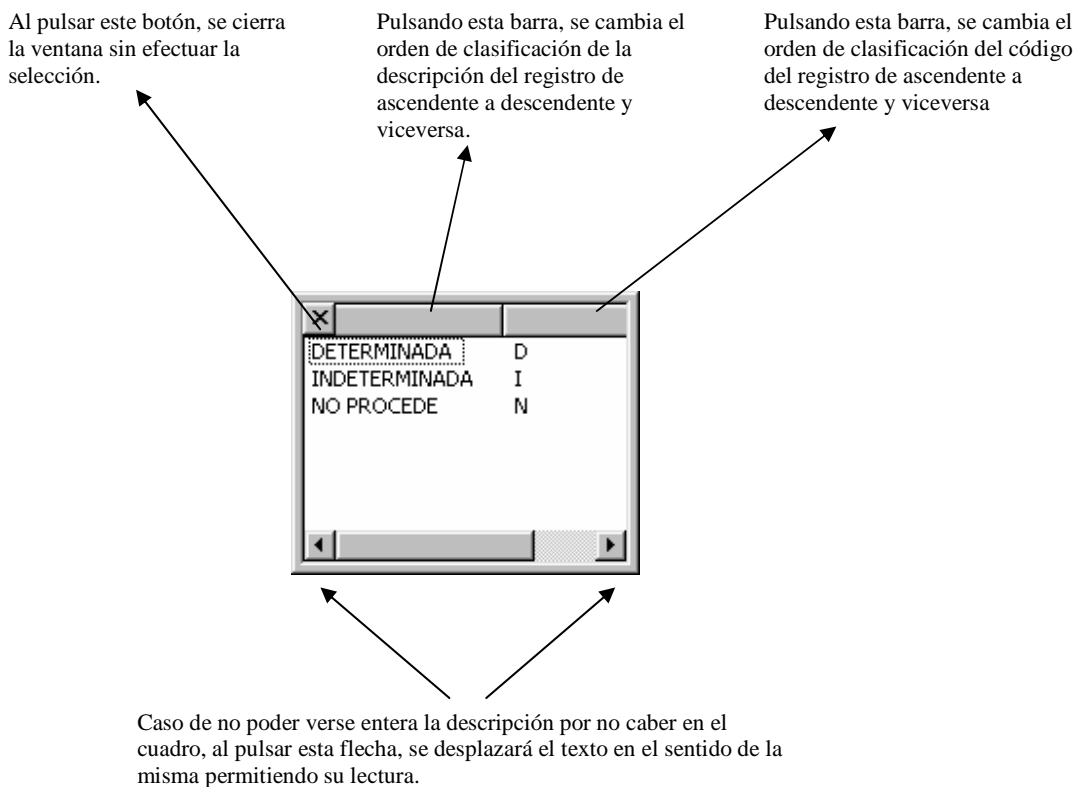 Al pulsar este botón, se cierra
la ventana sin efectuar la
selección.
Pulsando esta barra, se cambia el
orden de clasificación de la
descripción del registro de
ascendente a descendente y
viceversa.
Pulsando esta barra, se cambia el
orden de clasificación del código
del registro de ascendente a
descendente y viceversa
DETERMINADA D
INDETERMINADA I
NO PROCEDE N
Caso de no poder verse entera la descripción por no caber en el
cuadro, al pulsar esta flecha, se desplazará el texto en el sentido de la
misma permitiendo su lectura.